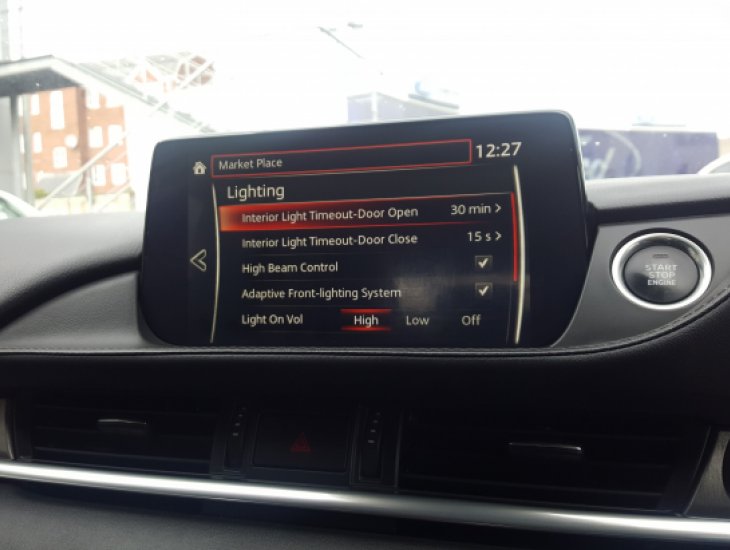 Market Place 12:27
Lighting
Interior Light Timeout-Door Open 30 min >
Interior Light Timeout-Door Close 15 s >
High Beam Control
Adaptive Front-lighting System
Light On Vol High Low Off
START
STOP
ENGINE